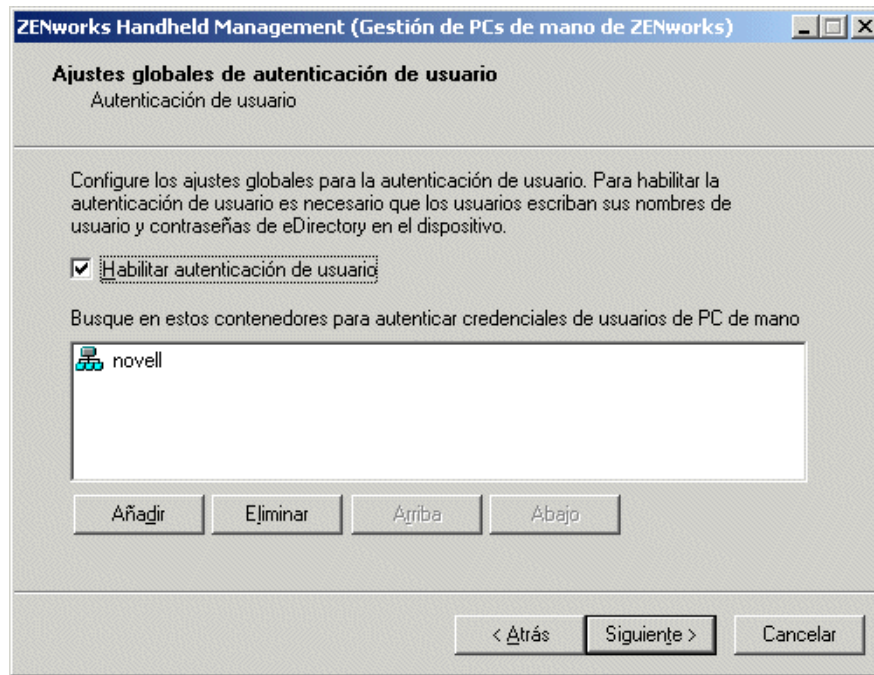 ZENworks Handheld Management (Gestión de PCs de mano de ZENworks)
Ajustes globales de autenticación de usuario
Autenticación de usuario
Configure los ajustes globales para la autenticación de usuario. Para habilitar la
autenticación de usuario es necesario que los usuarios escriban sus nombres de
usuario y contraseñas de eDirectory en el dispositivo.
Habilitar autenticación de usuario
Busque en estos contenedores para autenticar credenciales de usuarios de PC de mano
novell
Añadir Eliminar Arriba Abajo
< Atrás Siguiente > Cancelar